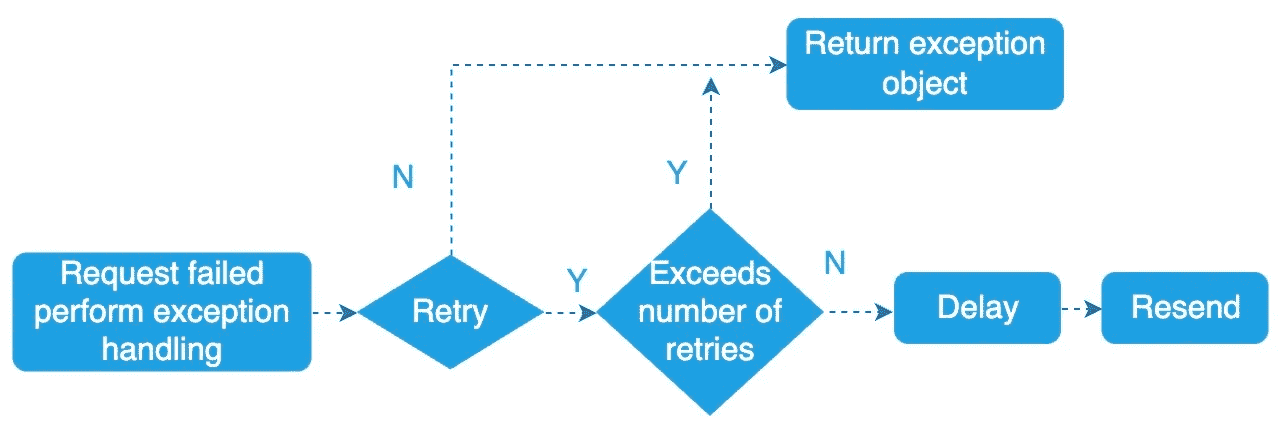 Return exception
object
N
Y
Request failed
perform exception
handling
Retry
Y
Exceeds
number of
retries
N
Delay
Resend